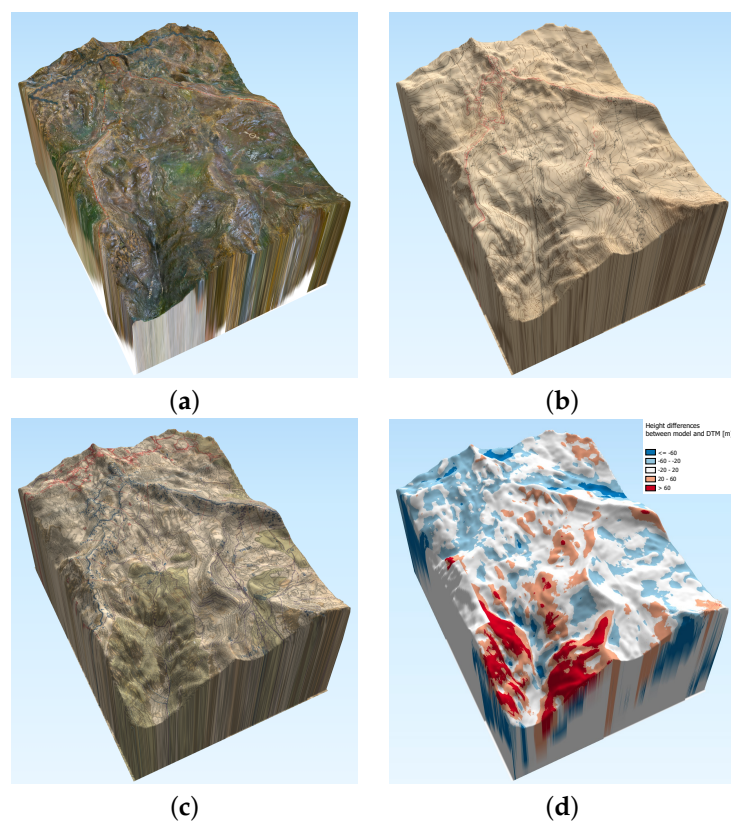 (a)
(b)
Height differences
between model and DTM [m]
<= -60
-60 - -20
-20 - 20
20 - 60
> 60
(c)
(d)